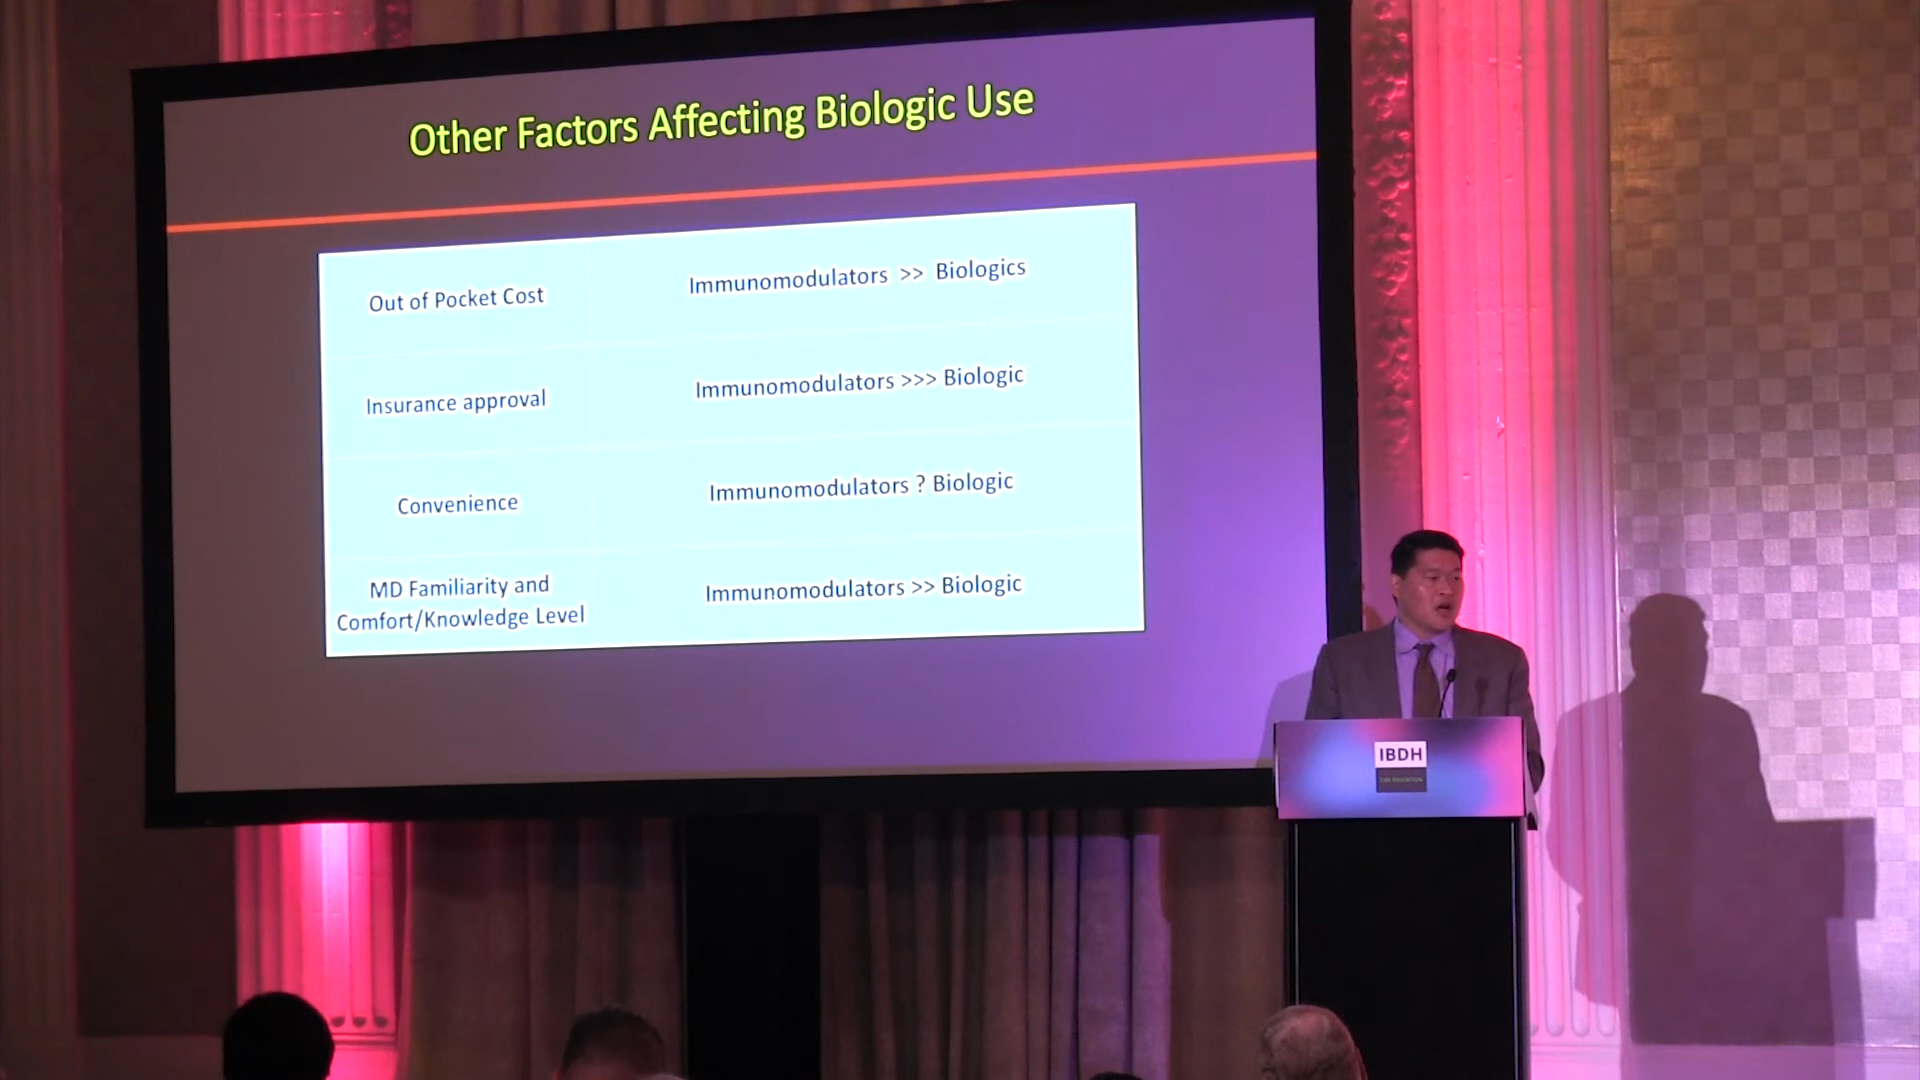 Other Factors Affecting Biologic Use
Out of Pocket Cost
Immunomodulators >> Biologics
Insurance approval
Immunomodulators >>> Biologic
Convenience
Immunomodulators ? Biologic
MD Familiarity and
Comfort/Knowledge Level
Immunomodulators >> Biologic
IBDH